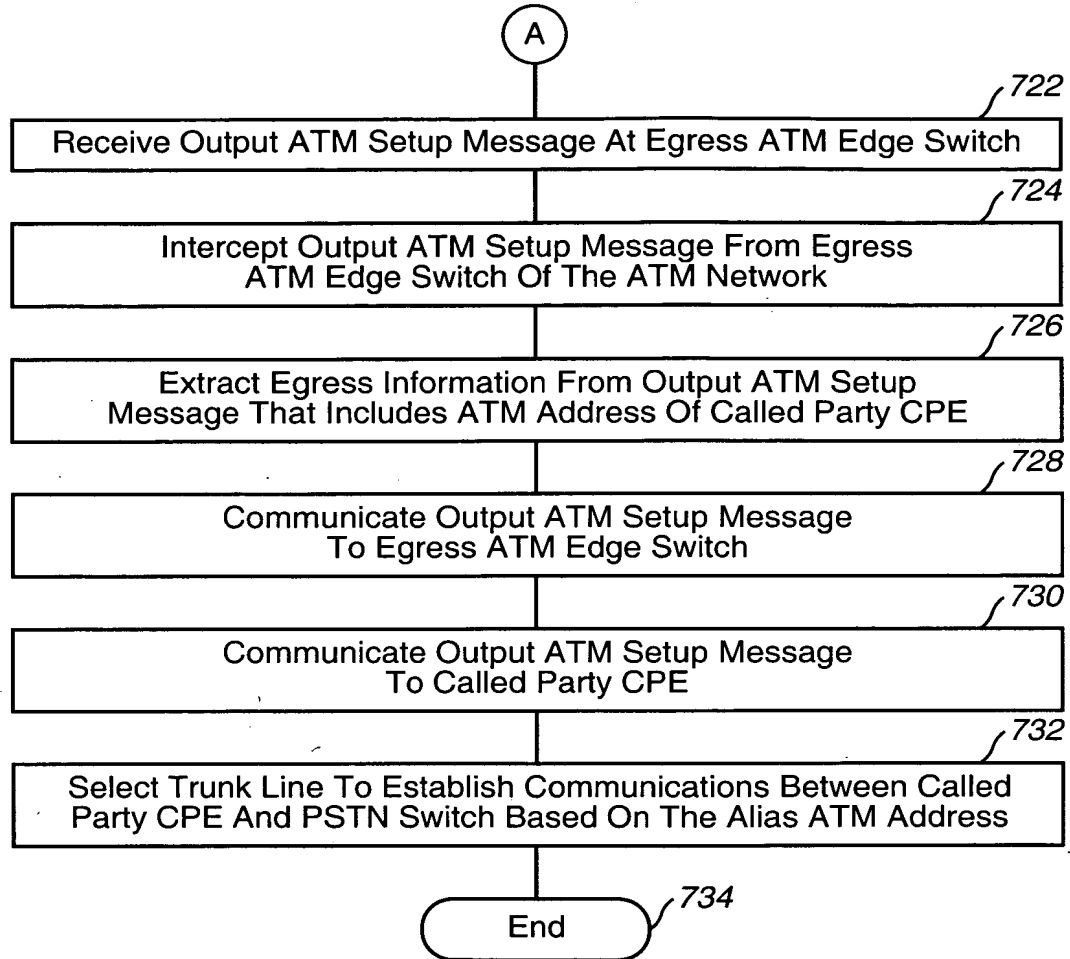 A
722
Receive Output ATM Setup Message At Egress ATM Edge Switch
724
Intercept Output ATM Setup Message From Egress
ATM Edge Switch Of The ATM Network
726
Extract Egress Information From Output ATM Setup
Message That Includes ATM Address Of Called Party CPE
728
Communicate Output ATM Setup Message
To Egress ATM Edge Switch
730
Communicate Output ATM Setup Message
To Called Party CPE
732
Select Trunk Line To Establish Communications Between Called
Party CPE And PSTN Switch Based On The Alias ATM Address
734
End